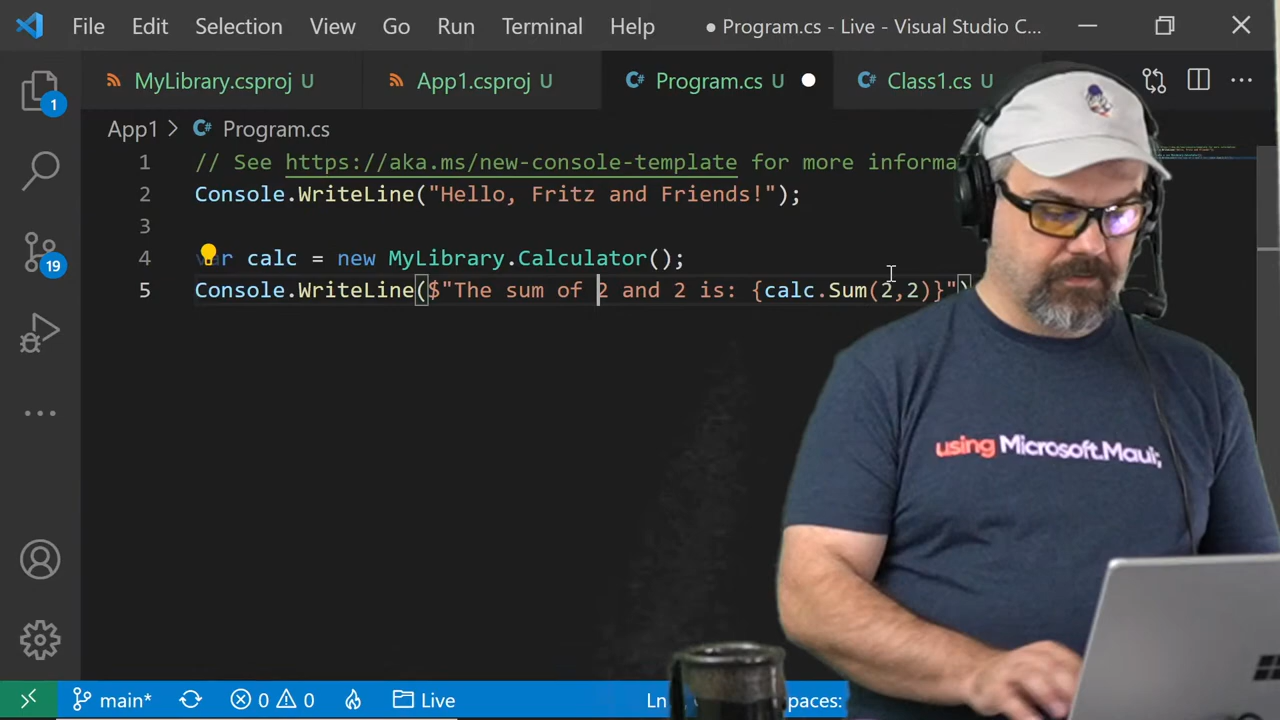 File Edit Selection View Go Run Terminal Help ● Program.cs - Live - Visual Studio C...
MyLibrary.csproj U App1.csproj U Program.cs U Class1.cs U
App1 > Program.cs
1 // See https://aka.ms/new-console-template for more informa
2 Console.WriteLine("Hello, Fritz and Friends!");
3
4 var calc = new MyLibrary.Calculator();
5 Console.WriteLine($"The sum of 2 and 2 is: {calc.Sum(2,2)}")
1
19
using Microsoft.Maui;
main* 0 0 Live Ln paces: